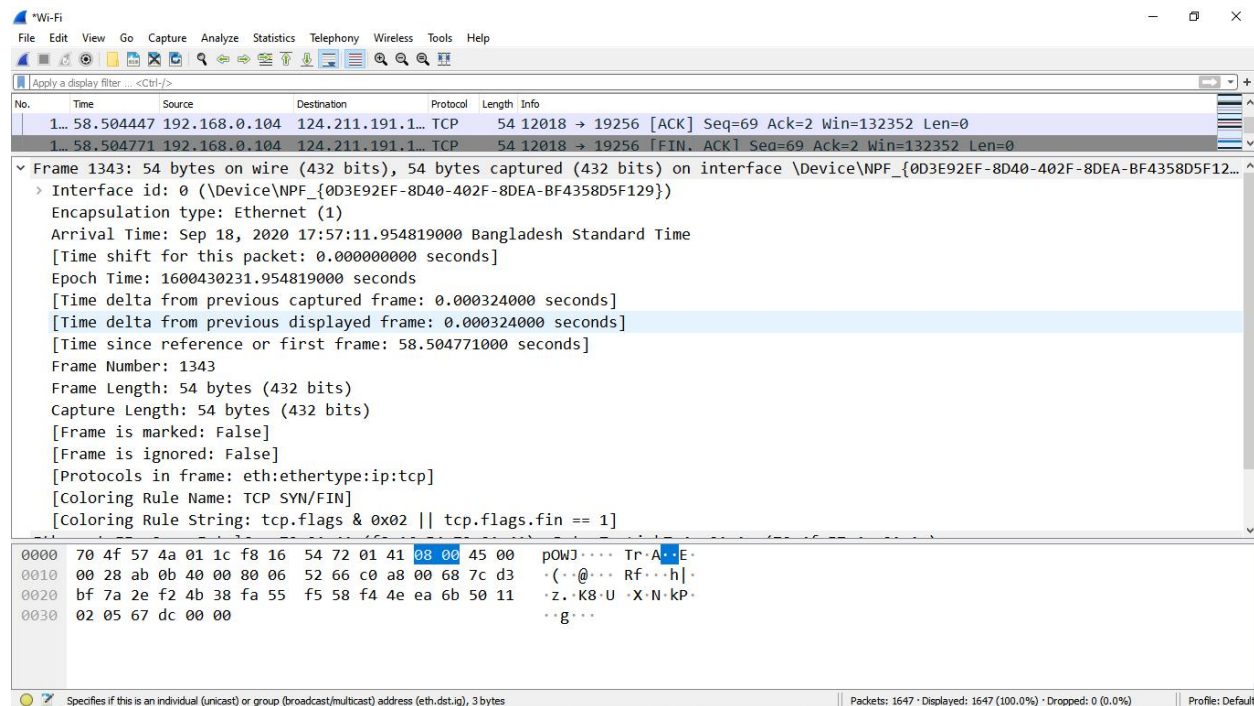 *Wi-Fi
File Edit View Go Capture Analyze Statistics Telephony Wireless Tools Help
Apply a display filter ... <Ctrl-/>
No. Time Source Destination Protocol Length Info
1… 58.504447 192.168.0.104 124.211.191.1… TCP 54 12018 → 19256 [ACK] Seq=69 Ack=2 Win=132352 Len=0
1… 58.504771 192.168.0.104 124.211.191.1… TCP 54 12018 → 19256 [FIN, ACK] Seq=69 Ack=2 Win=132352 Len=0
Frame 1343: 54 bytes on wire (432 bits), 54 bytes captured (432 bits) on interface \Device\NPF_{0D3E92EF-8D40-402F-8DEA-BF4358D5F12…
Interface id: 0 (\Device\NPF_{0D3E92EF-8D40-402F-8DEA-BF4358D5F129})
Encapsulation type: Ethernet (1)
Arrival Time: Sep 18, 2020 17:57:11.954819000 Bangladesh Standard Time
[Time shift for this packet: 0.000000000 seconds]
Epoch Time: 1600430231.954819000 seconds
[Time delta from previous captured frame: 0.000324000 seconds]
[Time delta from previous displayed frame: 0.000324000 seconds]
[Time since reference or first frame: 58.504771000 seconds]
Frame Number: 1343
Frame Length: 54 bytes (432 bits)
Capture Length: 54 bytes (432 bits)
[Frame is marked: False]
[Frame is ignored: False]
[Protocols in frame: eth:ethertype:ip:tcp]
[Coloring Rule Name: TCP SYN/FIN]
[Coloring Rule String: tcp.flags & 0x02 || tcp.flags.fin == 1]
0000 70 4f 57 4a 01 1c f8 16 54 72 01 41 08 00 45 00 pOWJ···· Tr·A··E·
0010 00 28 ab 0b 40 00 80 06 52 66 c0 a8 00 68 7c d3 ·(··@··· Rf···h|·
0020 bf 7a 2e f2 4b 38 fa 55 f5 58 f4 4e ea 6b 50 11 ·z.·K8·U ·X·N·kP·
0030 02 05 67 dc 00 00 ··g···
Specifies if this is an individual (unicast) or group (broadcast/multicast) address (eth.dst.ig), 3 bytes
Packets: 1647 · Displayed: 1647 (100.0%) · Dropped: 0 (0.0%)
Profile: Default